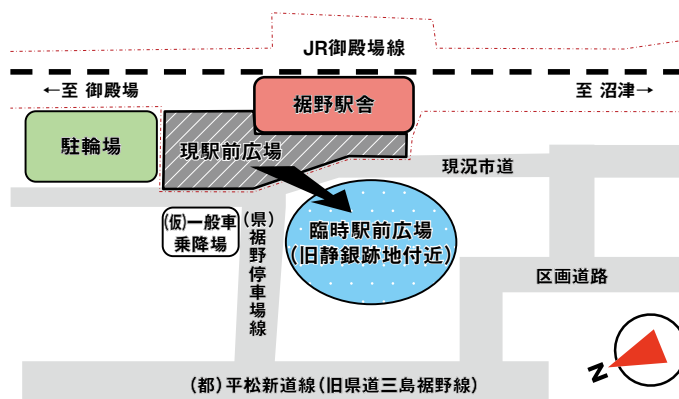 JR御殿場線
←至 御殿場
至 沼津→
裾野駅舎
駐輪場
現駅前広場
現況市道
(仮)一般車
乗降場
(県)裾野停車場線
臨時駅前広場
(旧静銀跡地付近)
区画道路
N
(都)平松新道線(旧県道三島裾野線)